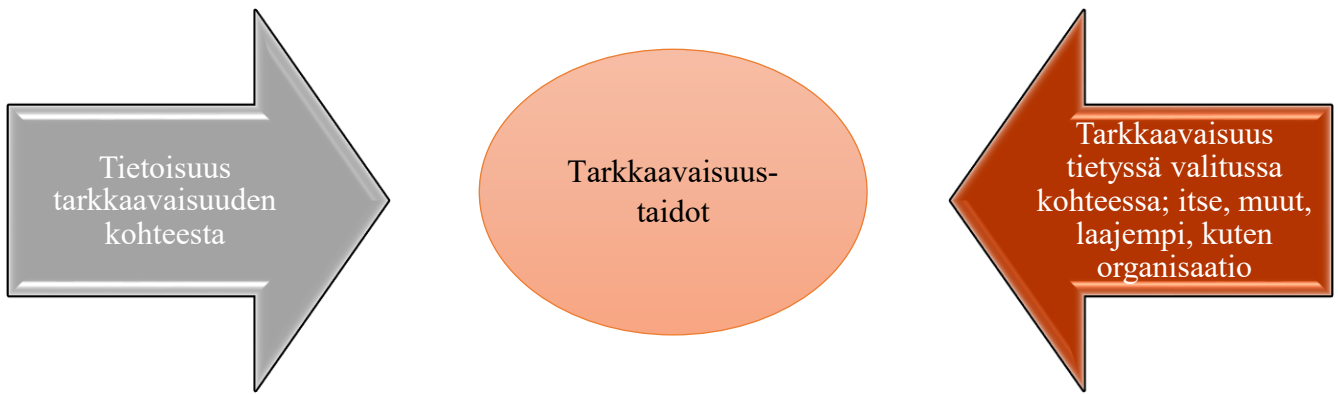 Tietoisuus
tarkkaavaisuuden
kohteesta
Tarkkaavaisuus-
taidot
Tarkkaavaisuus
tietyssä valitussa
kohteessa; itse, muut,
laajempi, kuten
organisaatio